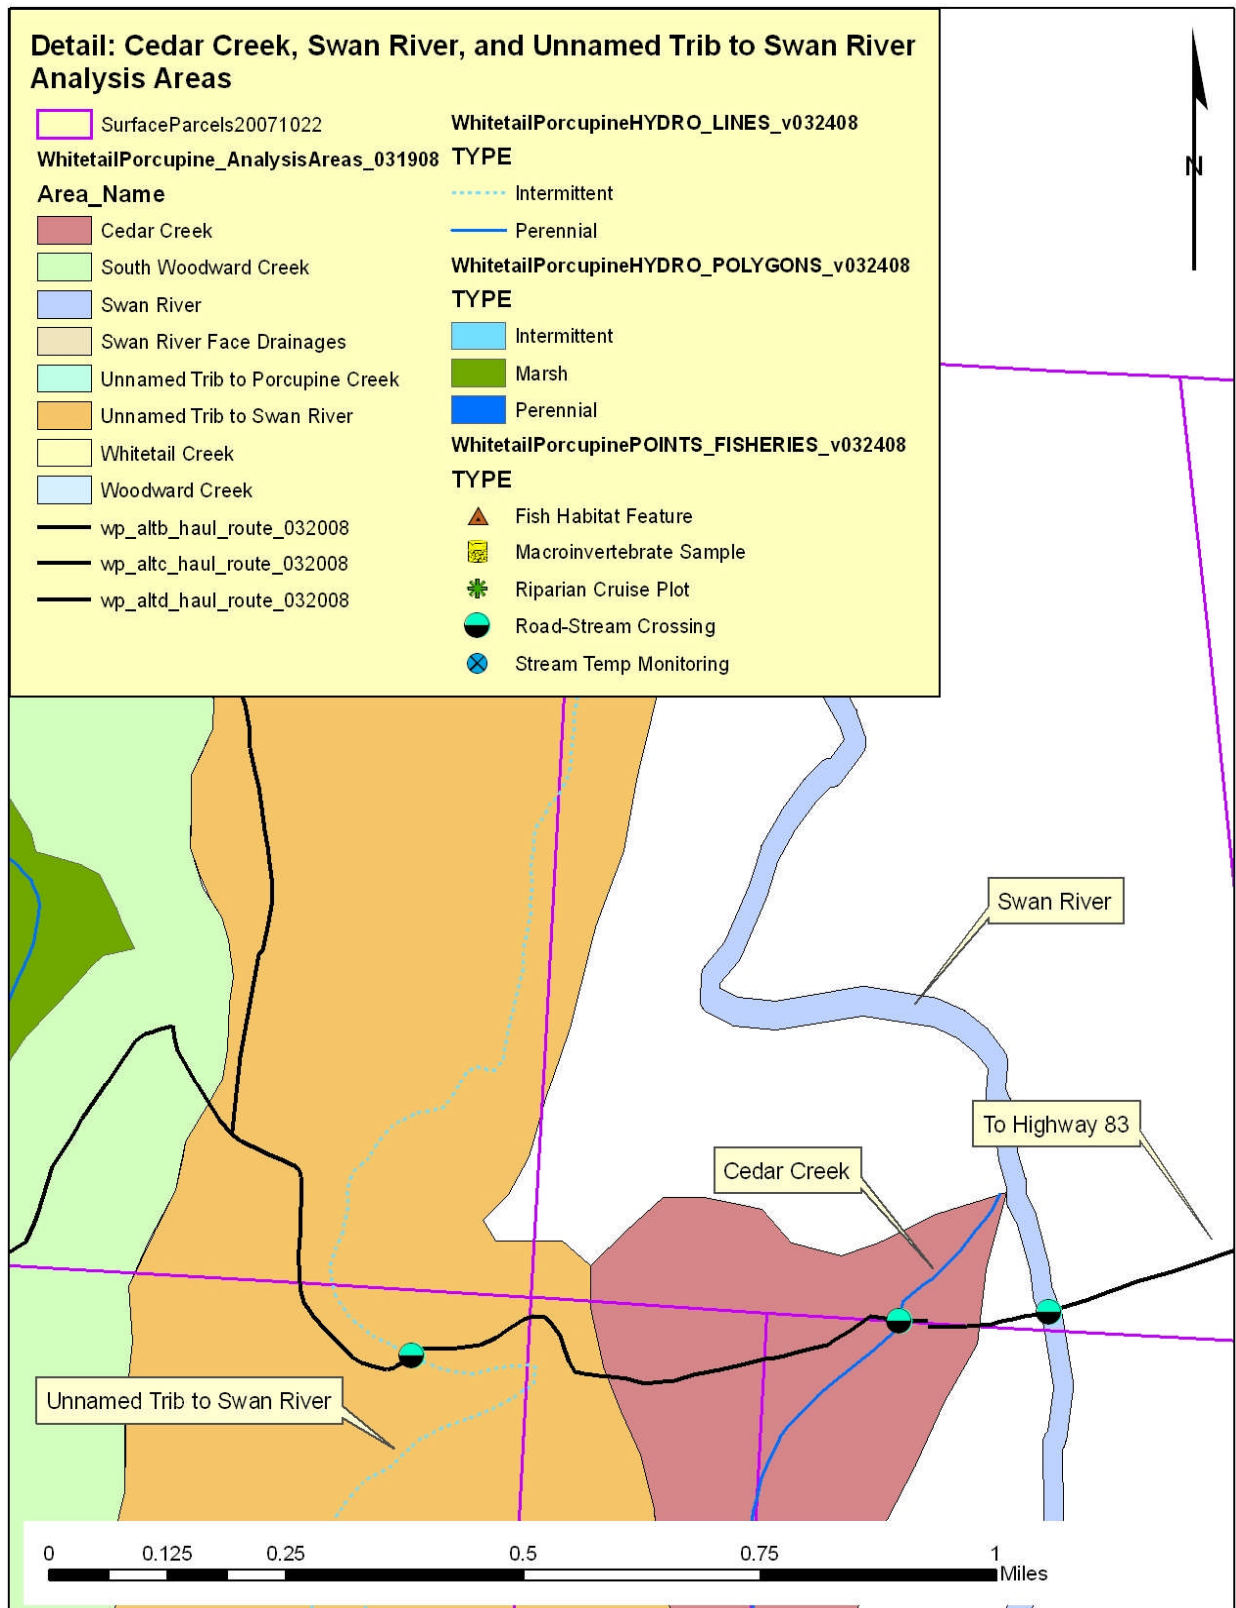 Detail: Cedar Creek, Swan River, and Unnamed Trib to Swan River
Analysis Areas
SurfaceParcels20071022
WhitetailPorcupine_AnalysisAreas_031908
Area_Name
Cedar Creek
South Woodward Creek
Swan River
Swan River Face Drainages
Unnamed Trib to Porcupine Creek
Unnamed Trib to Swan River
Whitetail Creek
Woodward Creek
wp_altb_haul_route_032008
wp_altc_haul_route_032008
wp_altd_haul_route_032008
WhitetailPorcupineHYDRO_LINES_v032408
TYPE
Intermittent
Perennial
WhitetailPorcupineHYDRO_POLYGONS_v032408
TYPE
Intermittent
Marsh
Perennial
WhitetailPorcupinePOINTS_FISHERIES_v032408
TYPE
Fish Habitat Feature
Macroinvertebrate Sample
Riparian Cruise Plot
Road-Stream Crossing
Stream Temp Monitoring
N
Swan River
To Highway 83
Cedar Creek
Unnamed Trib to Swan River
0 0.125 0.25 0.5 0.75 1
Miles